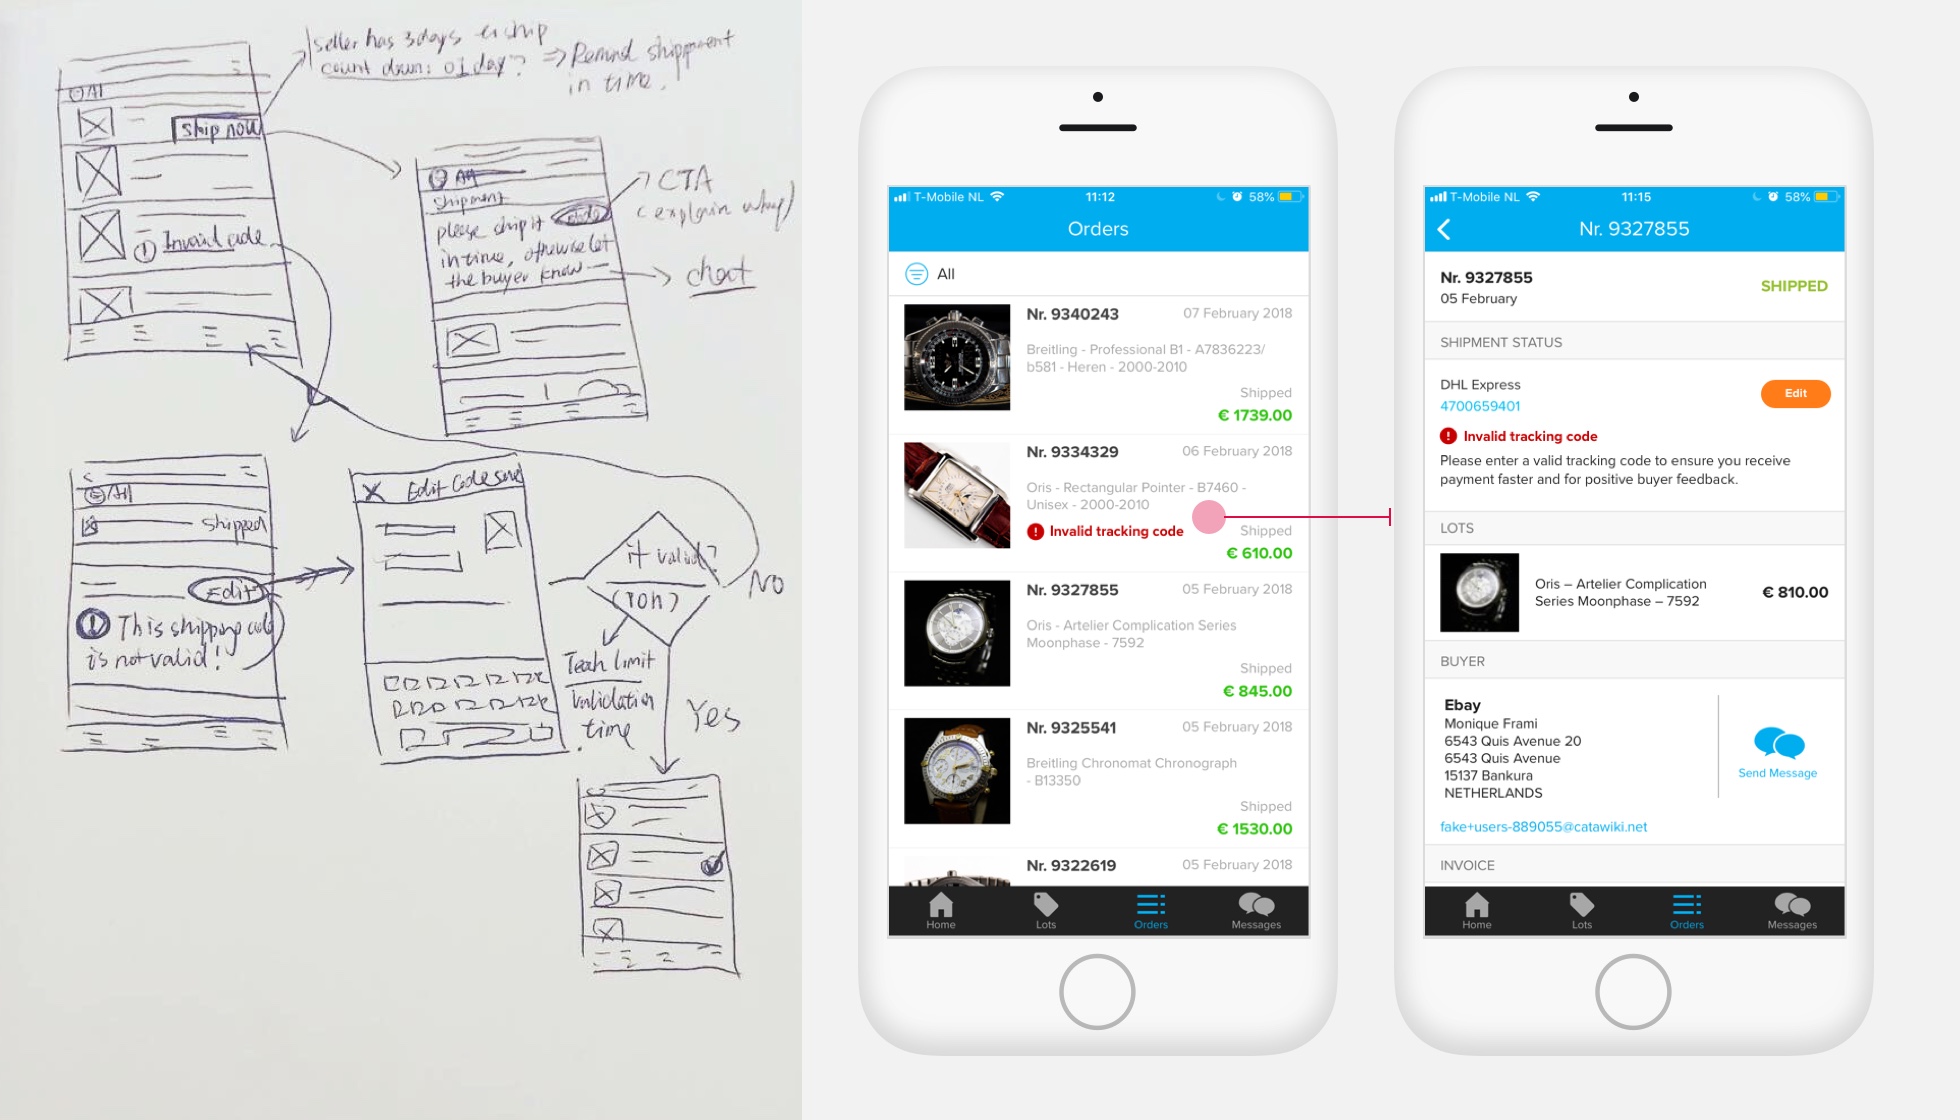 seller has 3days to ship
count down: 01 day? => Remind shippment
in time.
All
ship now
Invalid code
All
Shipment
please ship it
in time, otherwise let
the buyer know
CTA
(explain why)
chat
All
shipped
Edit
This shipping code
is not valid!
X Edit Code
if valid?
No
Tech limit
Validation
time
Yes
T-Mobile NL 11:12 58%
Orders
All
Nr. 9340243 07 February 2018
Breitling - Professional B1 - A7836223/
b581 - Heren - 2000-2010
Shipped
€ 1739.00
Nr. 9334329 06 February 2018
Oris - Rectangular Pointer - B7460 -
Unisex - 2000-2010
Invalid tracking code Shipped
€ 610.00
Nr. 9327855 05 February 2018
Oris - Artelier Complication Series
Moonphase - 7592
Shipped
€ 845.00
Nr. 9325541 05 February 2018
Breitling Chronomat Chronograph
- B13350
Shipped
€ 1530.00
Nr. 9322619 05 February 2018
Home Lots Orders Messages
T-Mobile NL 11:15 58%
Nr. 9327855
Nr. 9327855
05 February
SHIPPED
SHIPMENT STATUS
DHL Express
4700659401
Edit
Invalid tracking code
Please enter a valid tracking code to ensure you receive
payment faster and for positive buyer feedback.
LOTS
Oris – Artelier Complication
Series Moonphase – 7592
€ 810.00
BUYER
Ebay
Monique Frami
6543 Quis Avenue 20
6543 Quis Avenue
15137 Bankura
NETHERLANDS
Send Message
fake+users-889055@catawiki.net
INVOICE
Home Lots Orders Messages